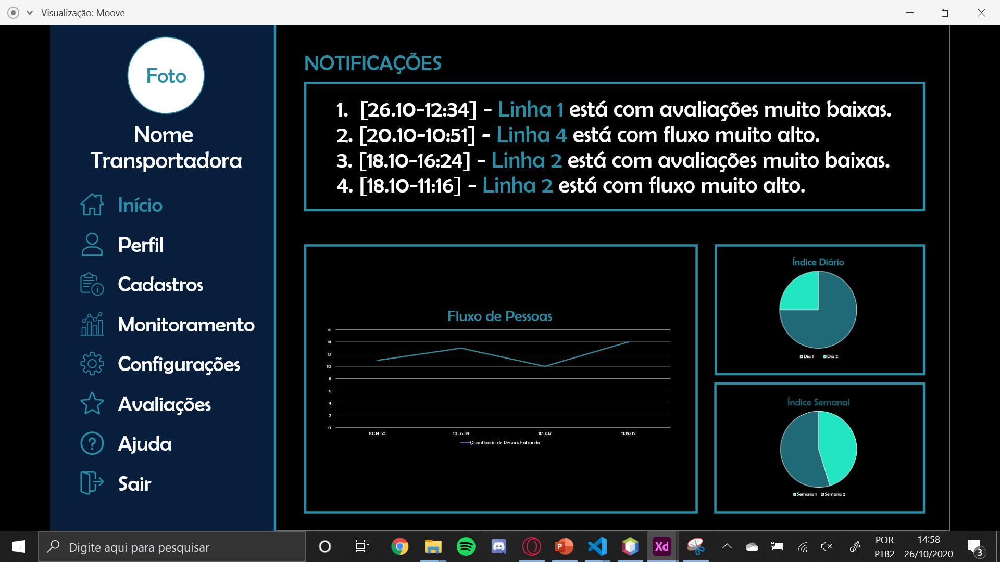 Visualização: Moove
Foto
Nome
Transportadora
Início
Perfil
Cadastros
Monitoramento
Configurações
Avaliações
Ajuda
Sair
NOTIFICAÇÕES
1. [26.10-12:34] - Linha 1 está com avaliações muito baixas.
2. [20.10-10:51] - Linha 4 está com fluxo muito alto.
3. [18.10-16:24] - Linha 2 está com avaliações muito baixas.
4. [18.10-11:16] - Linha 2 está com fluxo muito alto.
Fluxo de Pessoas
16
14
12
10
8
6
4
2
0
10:34:50 10:35:39 11:18:37 11:19:02
Quantidade de Pessoas Entrando
Índice Diário
Dia 1 Dia 2
Índice Semanal
Semana 1 Semana 2
Digite aqui para pesquisar
P
Xd
POR
PTB2
14:58
26/10/2020
3